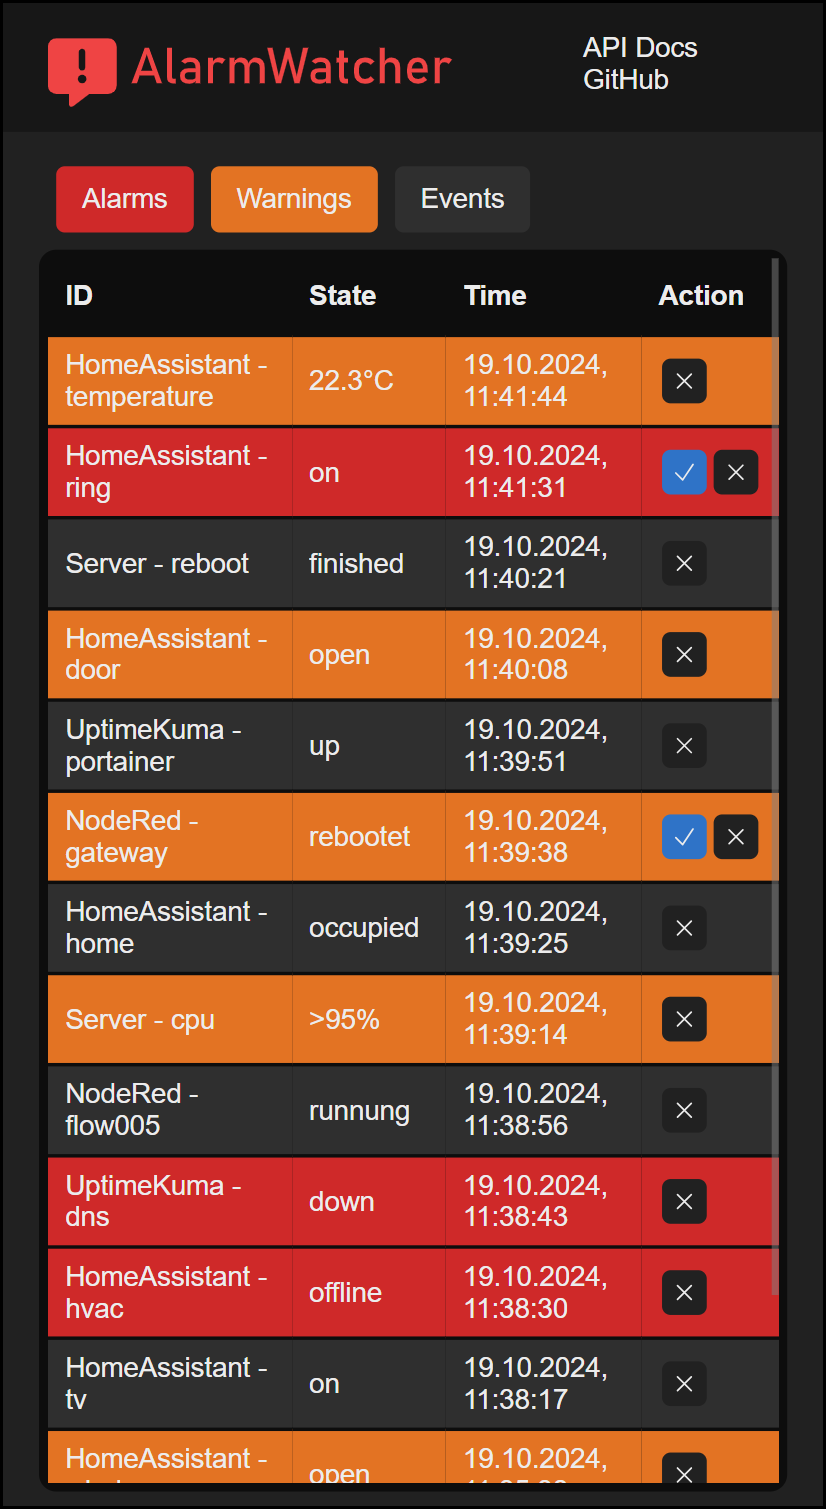 AlarmWatcher
API Docs
GitHub
Alarms Warnings Events
ID State Time Action
HomeAssistant -
temperature
22.3°C
19.10.2024,
11:41:44
HomeAssistant -
ring
on
19.10.2024,
11:41:31
Server - reboot
finished
19.10.2024,
11:40:21
HomeAssistant -
door
open
19.10.2024,
11:40:08
UptimeKuma -
portainer
up
19.10.2024,
11:39:51
NodeRed -
gateway
rebootet
19.10.2024,
11:39:38
HomeAssistant -
home
occupied
19.10.2024,
11:39:25
Server - cpu
>95%
19.10.2024,
11:39:14
NodeRed -
flow005
runnung
19.10.2024,
11:38:56
UptimeKuma -
dns
down
19.10.2024,
11:38:43
HomeAssistant -
hvac
offline
19.10.2024,
11:38:30
HomeAssistant -
tv
on
19.10.2024,
11:38:17
HomeAssistant -
open
19.10.2024,